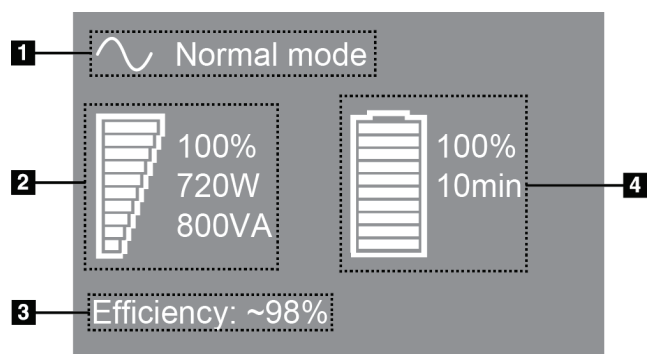 1 Normal mode
2
100% 100%
720W 10min 4
800VA
3 Efficiency: ~98%